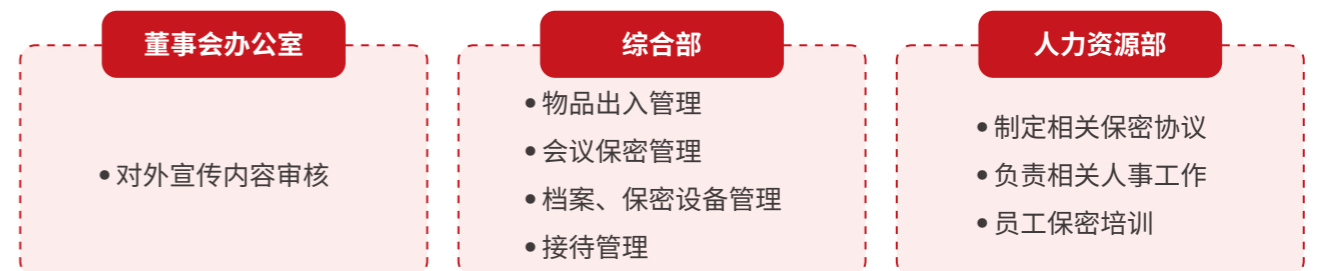 董事会办公室
• 对外宣传内容审核
综合部
• 物品出入管理
• 会议保密管理
• 档案、保密设备管理
• 接待管理
人力资源部
• 制定相关保密协议
• 负责相关人事工作
• 员工保密培训